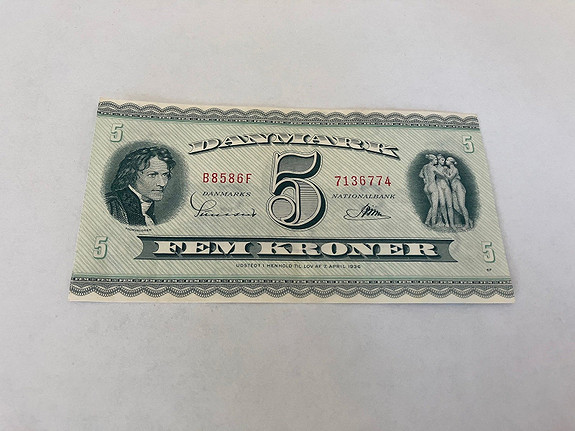 5 5
DANMARK
B8586F 5 7136774
DANMARKS NATIONALBANK
5 FEM KRONER 5
UDSTEDT I HENHOLD TIL LOV AF 7. APRIL 1936